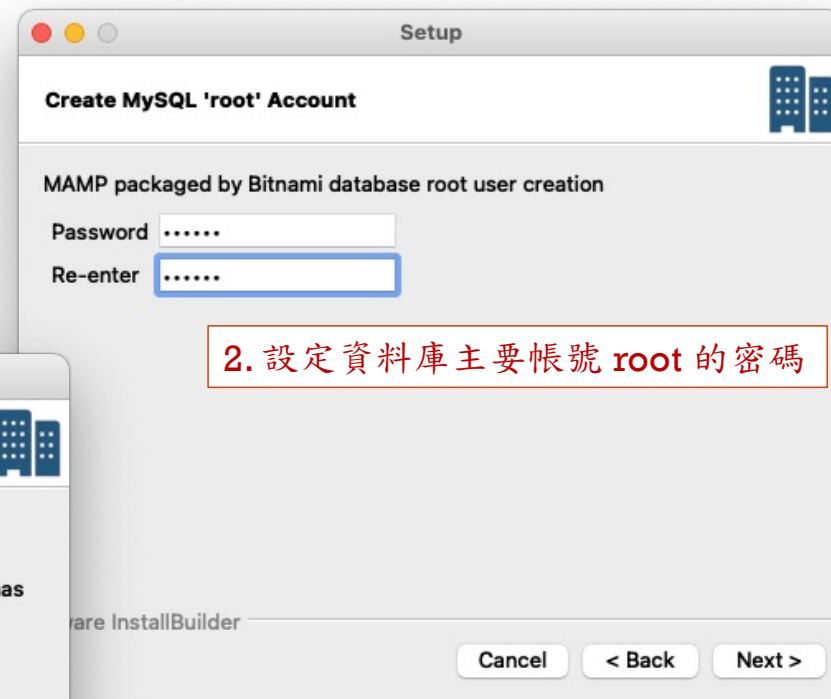 Setup
Create MySQL 'root' Account
MAMP packaged by Bitnami database root user creation
Password ••••••
Re-enter ••••••
2. 設定資料庫主要帳號 root 的密碼
as
are InstallBuilder
Cancel
< Back
Next >